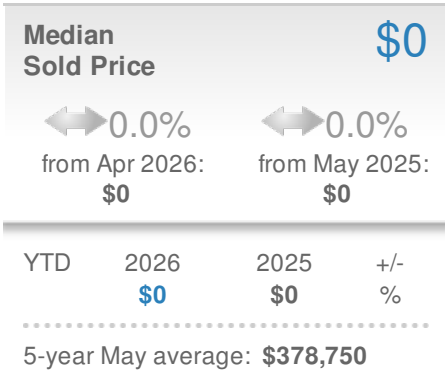 Median $0
Sold Price
0.0% 0.0%
from Apr 2026: from May 2025:
$0 $0
YTD 2026 2025 +/-
$0 $0 %
5-year May average: $378,750